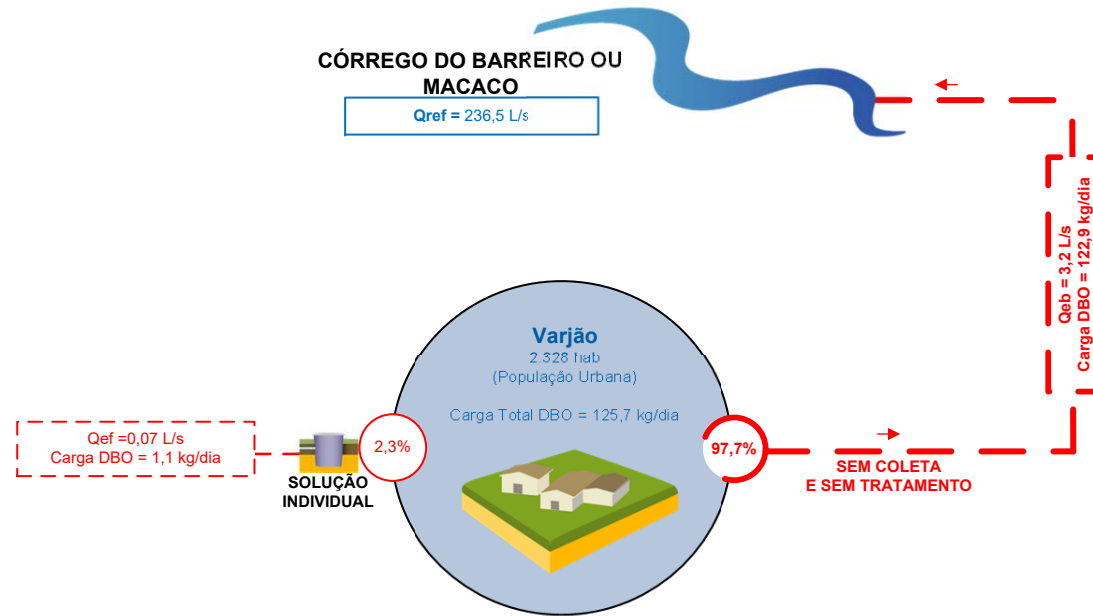 CÓRREGO DO BARREIRO OU
MACACO
Qref = 236,5 L/s
Qeb = 3,2 L/s
Carga DBO = 122,9 kg/dia
Varjão
2.328 hab
(População Urbana)
Carga Total DBO = 125,7 kg/dia
Qef =0,07 L/s
Carga DBO = 1,1 kg/dia
2,3%
97,7%
SOLUÇÃO
INDIVIDUAL
SEM COLETA
E SEM TRATAMENTO